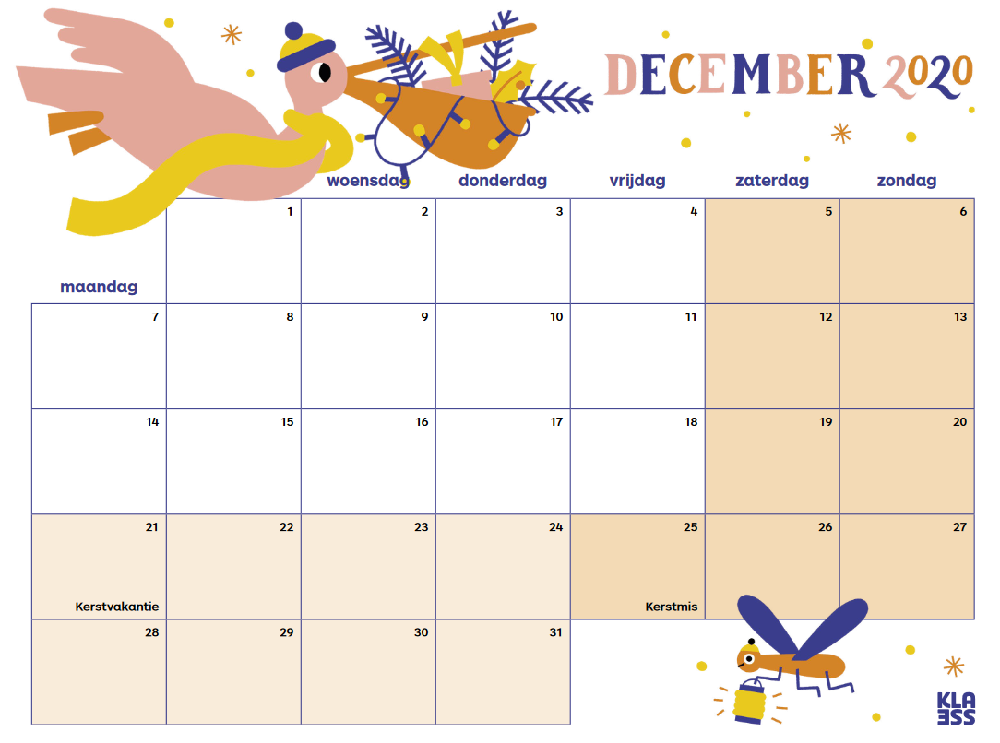 DECEMBER 2020
woensdag donderdag vrijdag zaterdag zondag
1 2 3 4 5 6
maandag
7 8 9 10 11 12 13
14 15 16 17 18 19 20
21 22 23 24 25 26 27
Kerstvakantie Kerstmis
28 29 30 31
KLA
ESSE